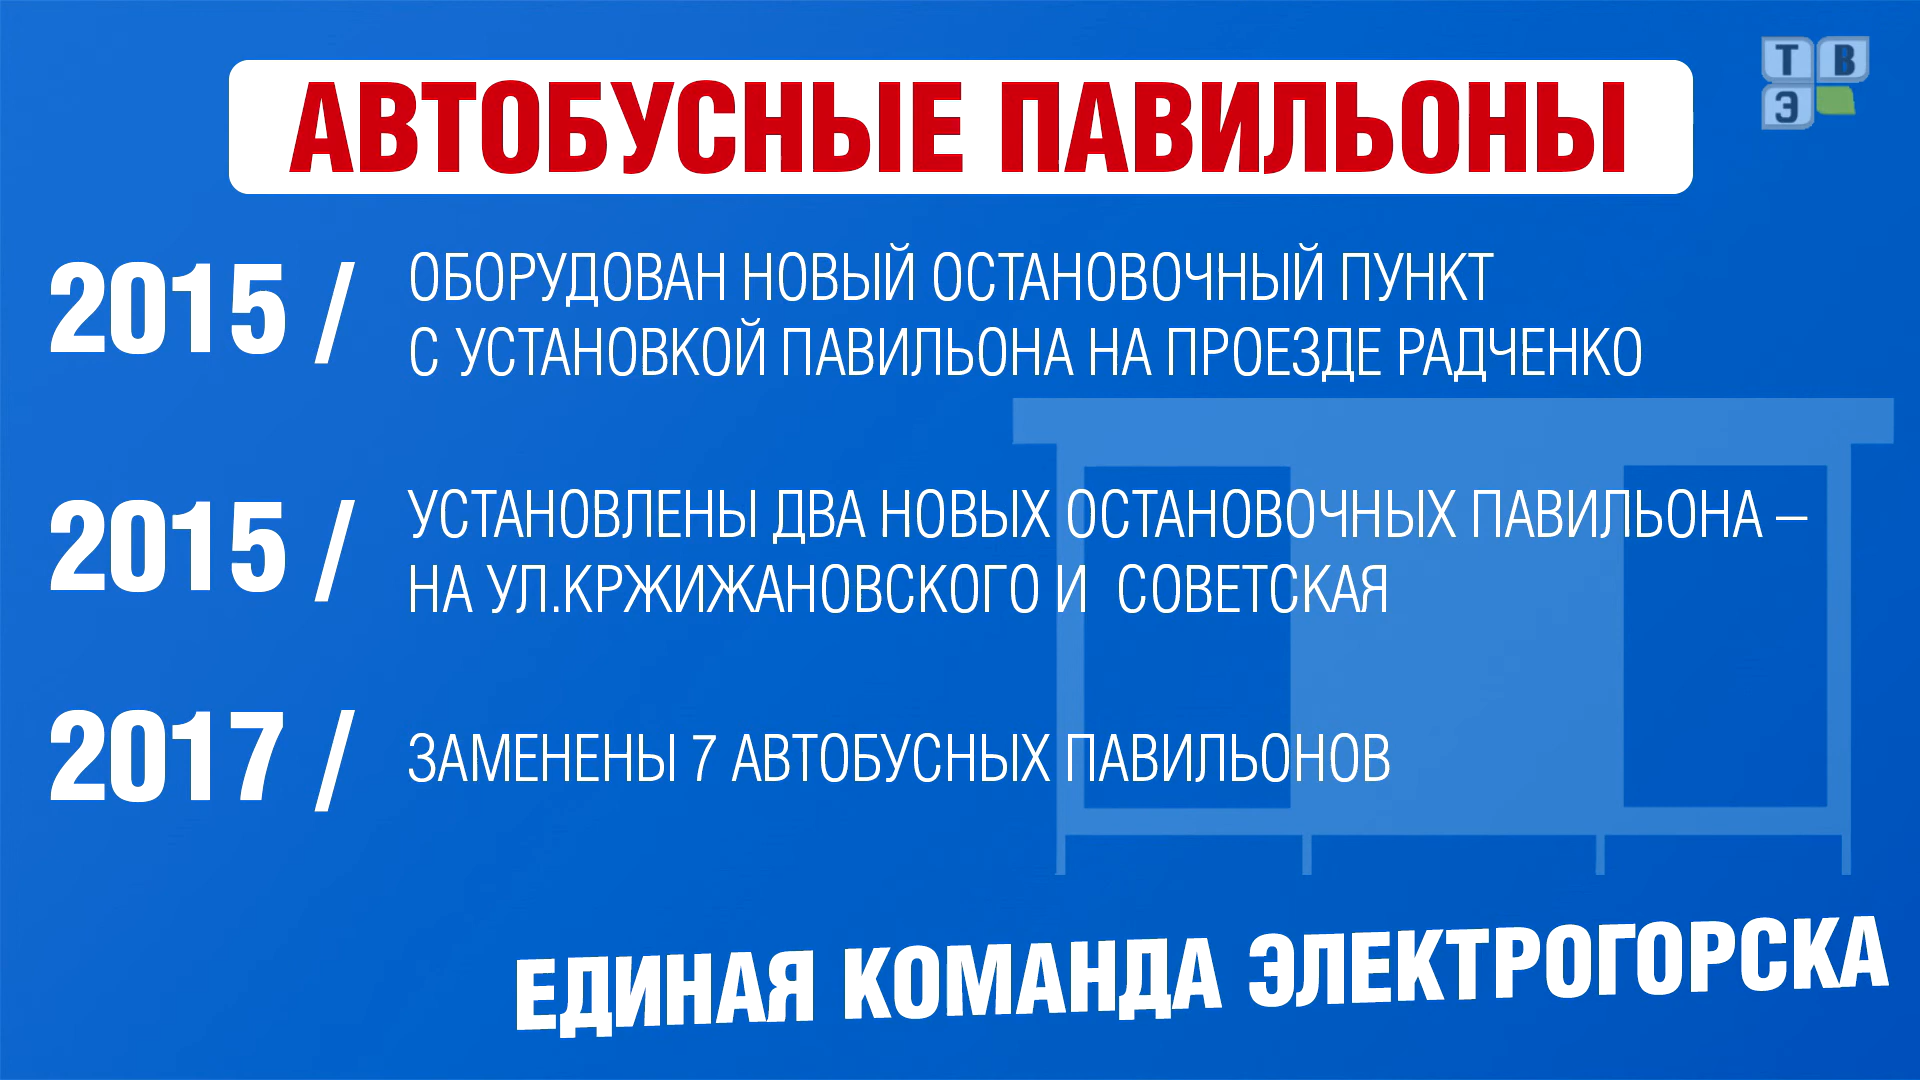 АВТОБУСНЫЕ ПАВИЛЬОНЫ
Т В
Э
2015 / ОБОРУДОВАН НОВЫЙ ОСТАНОВОЧНЫЙ ПУНКТ
С УСТАНОВКОЙ ПАВИЛЬОНА НА ПРОЕЗДЕ РАДЧЕНКО
2015 / УСТАНОВЛЕНЫ ДВА НОВЫХ ОСТАНОВОЧНЫХ ПАВИЛЬОНА –
НА УЛ.КРЖИЖАНОВСКОГО И СОВЕТСКАЯ
2017 / ЗАМЕНЕНЫ 7 АВТОБУСНЫХ ПАВИЛЬОНОВ
ЕДИНАЯ КОМАНДА ЭЛЕКТРОГОРСКА